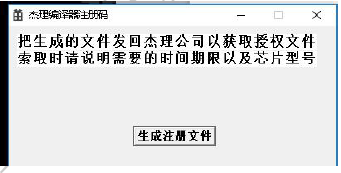 杰理编译器注册码
把生成的文件发回杰理公司以获取授权文件
索取时请说明需要的时间期限以及芯片型号
生成注册文件